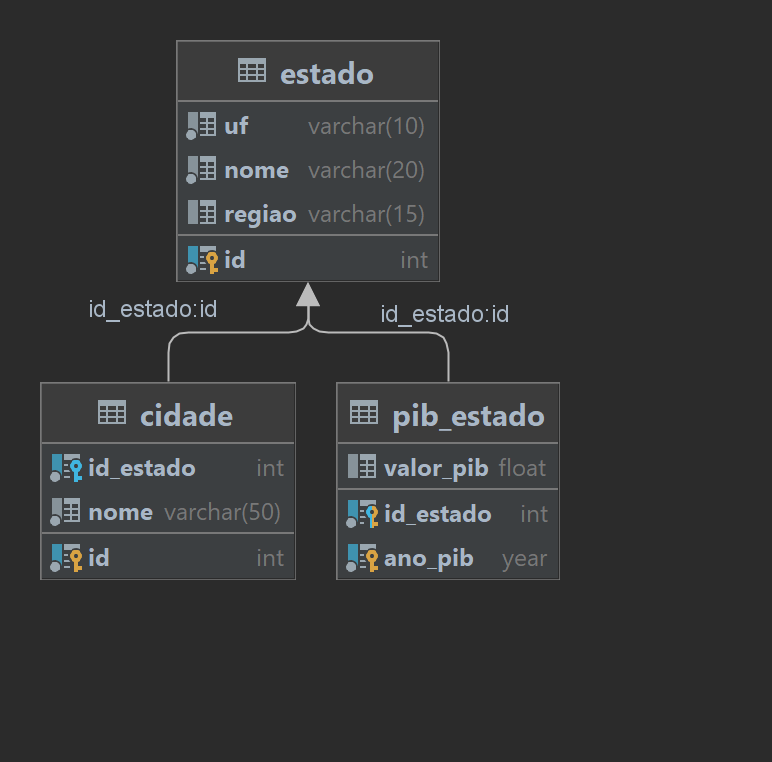 estado
uf varchar(10)
nome varchar(20)
regiao varchar(15)
id int
id_estado:id
id_estado:id
cidade
id_estado int
nome varchar(50)
id int
pib_estado
valor_pib float
id_estado int
ano_pib year